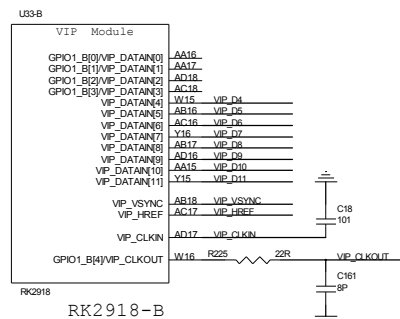 U33-B
VIP Module
GPIO1_B[0]/VIP_DATAIN[0] AA16
GPIO1_B[1]/VIP_DATAIN[1] AA17
GPIO1_B[2]/VIP_DATAIN[2] AD18
GPIO1_B[3]/VIP_DATAIN[3] AC18
VIP_DATAIN[4] W15 VIP_D4
VIP_DATAIN[5] AB16 VIP_D5
VIP_DATAIN[6] AC16 VIP_D6
VIP_DATAIN[7] Y16 VIP_D7
VIP_DATAIN[8] AB17 VIP_D8
VIP_DATAIN[9] AD16 VIP_D9
VIP_DATAIN[10] AA15 VIP_D10
VIP_DATAIN[11] Y15 VIP_D11
VIP_VSYNC AB18 VIP_VSYNC
VIP_HREF AC17 VIP_HREF
C18
101
VIP_CLKIN AD17 VIP_CLKIN
GPIO1_B[4]/VIP_CLKOUT W16 R225 22R VIP_CLKOUT
C161
8P
RK2918
RK2918-B